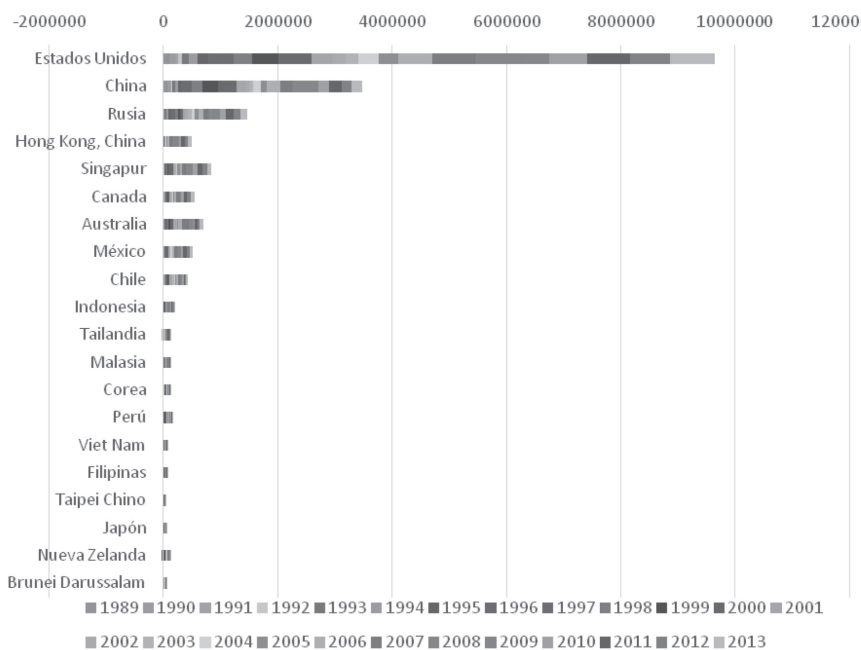 -2000000 0 2000000 4000000 6000000 8000000 10000000 12000
Estados Unidos
China
Rusia
Hong Kong, China
Singapur
Canada
Australia
México
Chile
Indonesia
Tailandia
Malasia
Corea
Perú
Viet Nam
Filipinas
Taipei Chino
Japón
Nueva Zelanda
Brunei Darussalam
1989 1990 1991 1992 1993 1994 1995 1996 1997 1998 1999 2000 2001
2002 2003 2004 2005 2006 2007 2008 2009 2010 2011 2012 2013